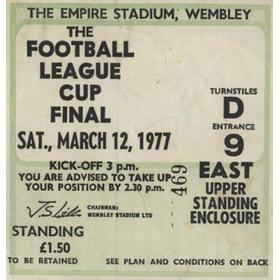 THE EMPIRE STADIUM, WEMBLEY
THE
FOOTBALL
LEAGUE
CUP
FINAL
SAT., MARCH 12, 1977
KICK-OFF 3 p.m.
YOU ARE ADVISED TO TAKE UP
YOUR POSITION BY 2.30 p.m.
CHAIRMAN:
WEMBLEY STADIUM LTD
STANDING
£1.50
TO BE RETAINED
TURNSTILES
D
ENTRANCE
9
EAST
UPPER
STANDING
ENCLOSURE
469
SEE PLAN AND CONDITIONS ON BACK